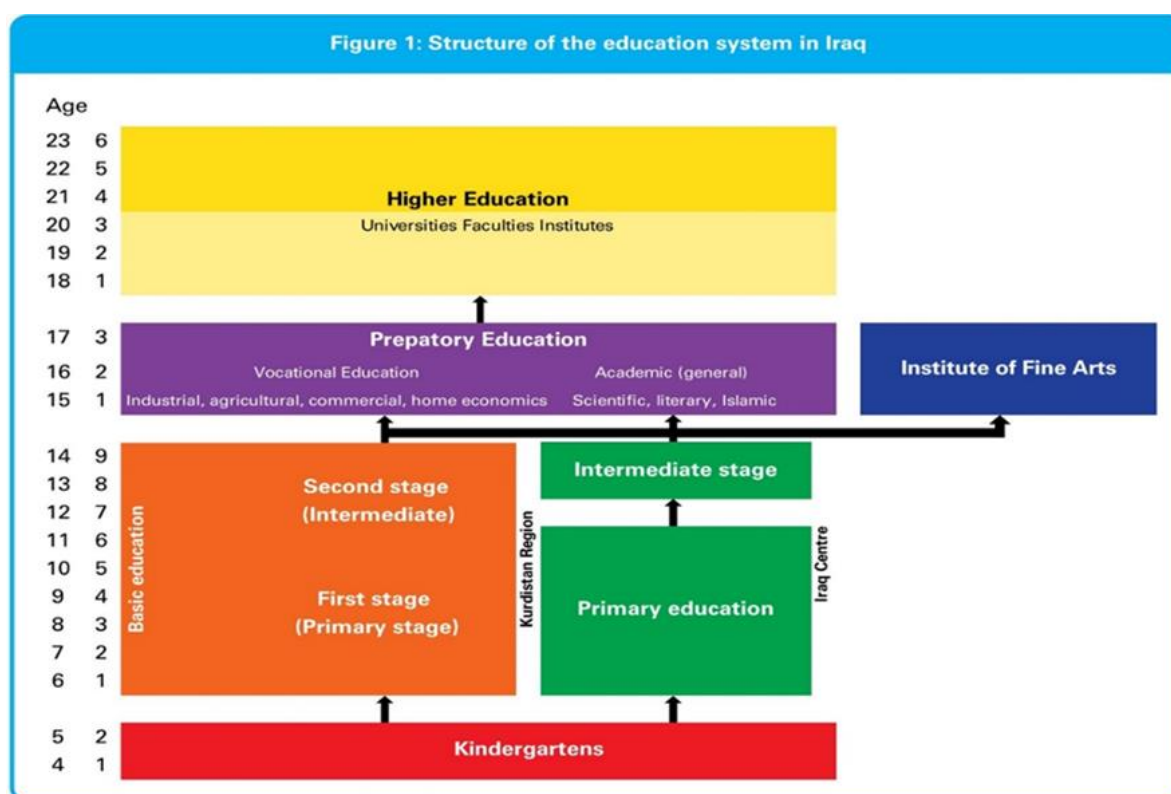 Figure 1: Structure of the education system in Iraq
Age
23 6
22 5
21 4
20 3
19 2
18 1
Higher Education
Universities Faculties Institutes
17 3
16 2
15 1
Prepatory Education
Vocational Education
Academic (general)
Industrial, agricultural, commercial, home economics
Scientific, literary, Islamic
Institute of Fine Arts
14 9
13 8
12 7
11 6
10 5
9 4
8 3
7 2
6 1
Basic education
Second stage
(Intermediate)
First stage
(Primary stage)
Kurdistan Region
Intermediate stage
Primary education
Iraq Centre
5 2
4 1
Kindergartens